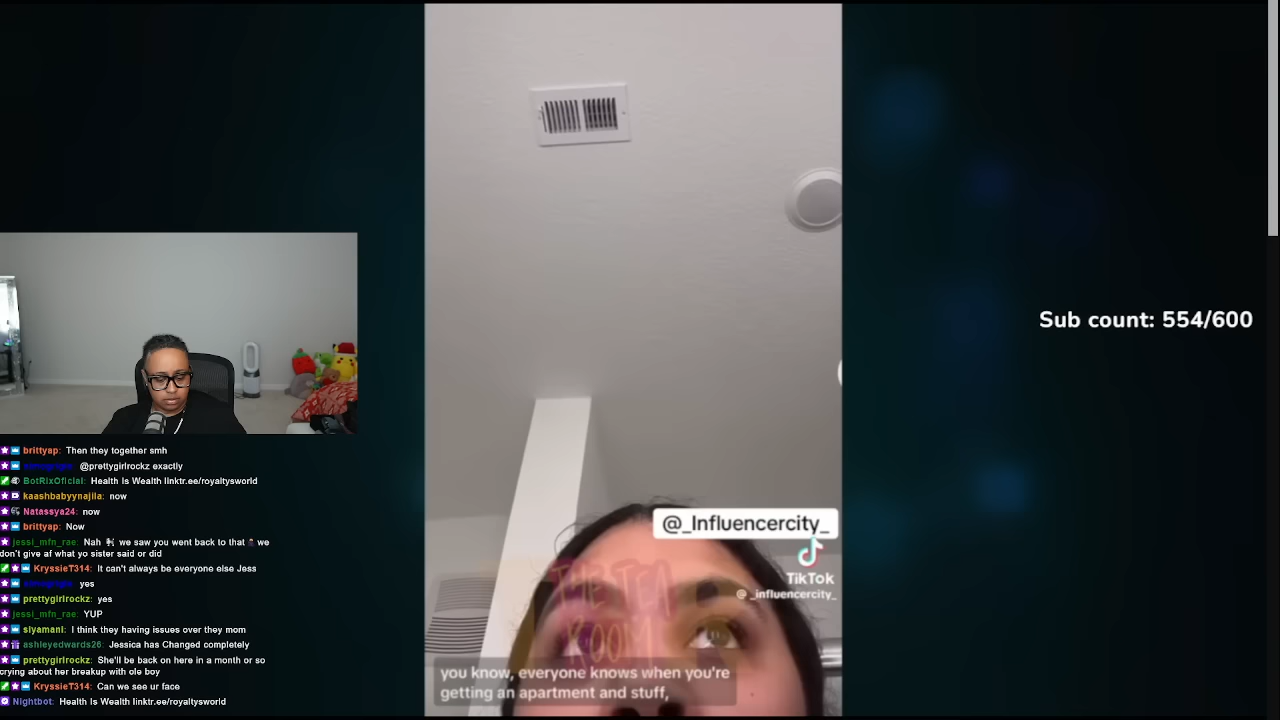 Sub count: 554/600
@_Influencercity_
TikTok
@ _influencercity_
THE TEA
ROOM
you know, everyone knows when you're
getting an apartment and stuff,
brittyap: Then they together smh
@prettygirlrockz exactly
BotRixOficial: Health Is Wealth linktr.ee/royaltysworld
kaashbabyynajila: now
Natassya24: now
brittyap: Now
jessi_mfn_rae: Nah we saw you went back to that we
don't give af what yo sister said or did
KryssieT314: It can't always be everyone else Jess
yes
prettygirlrockz: yes
jessi_mfn_rae: YUP
siyamani: I think they having issues over they mom
ashleyedwards26: Jessica has Changed completely
prettygirlrockz: She'll be back on here in a month or so
crying about her breakup with ole boy
KryssieT314: Can we see ur face
Nightbot: Health Is Wealth linktr.ee/royaltysworld